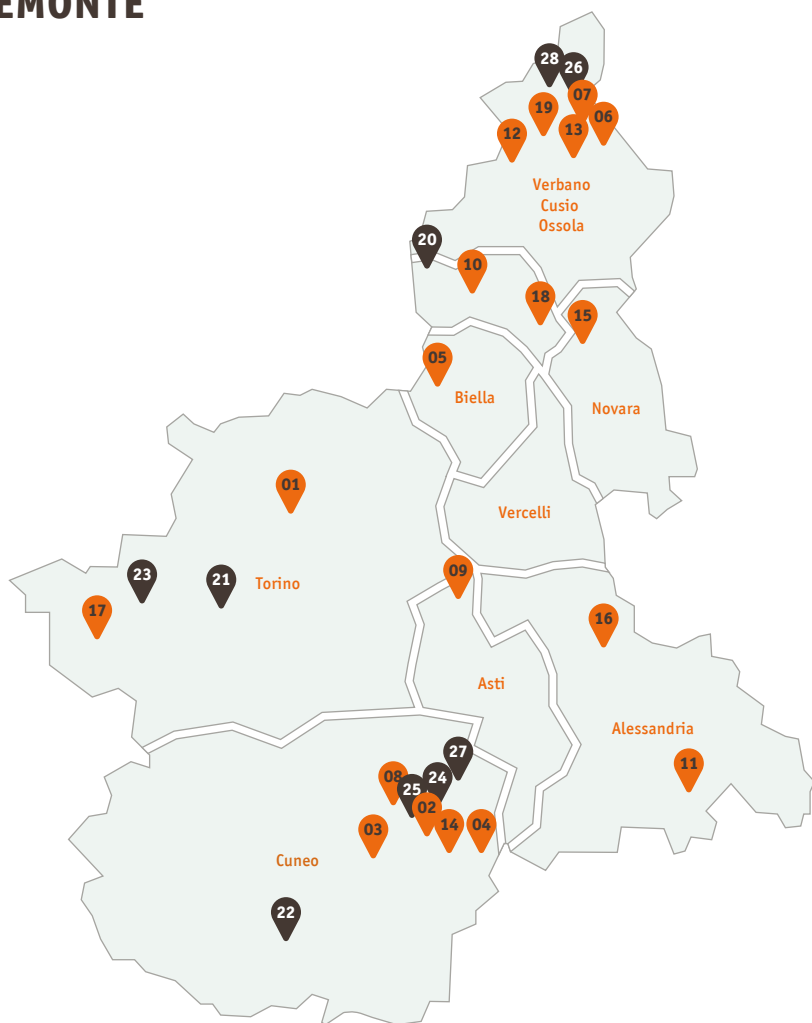 EMONTE
28
26
07
19
06
13
12
Verbano
Cusio
Ossola
20
10
18
15
05
Biella
Novara
01
Vercelli
09
23
21
Torino
17
16
Asti
Alessandria
27
11
08
24
25
02
14
04
03
Cuneo
22